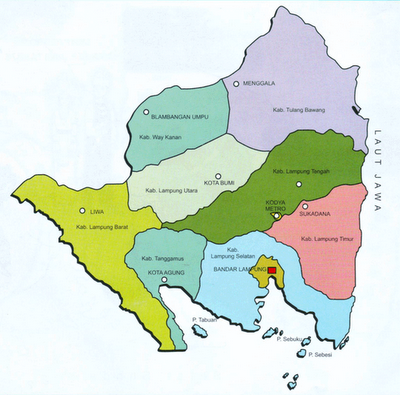 MENGGALA
Kab. Tulang Bawang
BLAMBANGAN UMPU
Kab. Way Kanan
LAUT JAWA
Kab. Lampung Tengah
KOTA BUMI
Kab. Lampung Utara
KODYA
METRO
SUKADANA
LIWA
Kab. Lampung Barat
Kab. Lampung Timur
Kab.
Lampung Selatan
Kab. Tanggamus
BANDAR LAMPUNG
KOTA AGUNG
P. Tabuan
P. Sebuku
P. Sebesi